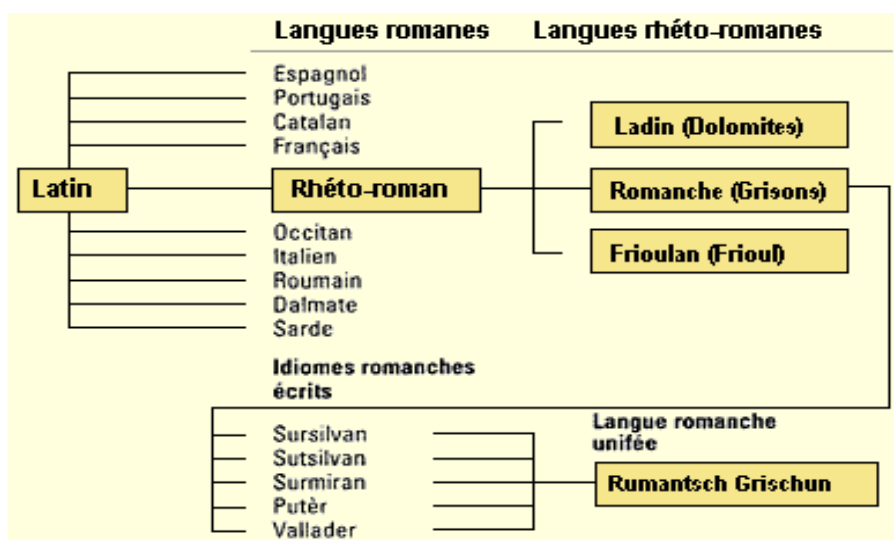 Langues romanes
Langues rhéto-romanes
Espagnol
Portugais
Catalan
Français
Latin
Rhéto-roman
Occitan
Italien
Roumain
Dalmate
Sarde
Ladin (Dolomites)
Romanche (Grisons)
Frioulan (Frioul)
Idiomes romanches
écrits
Sursilvan
Sutsilvan
Surmiran
Putèr
Vallader
Langue romanche
unifée
Rumantsch Grischun